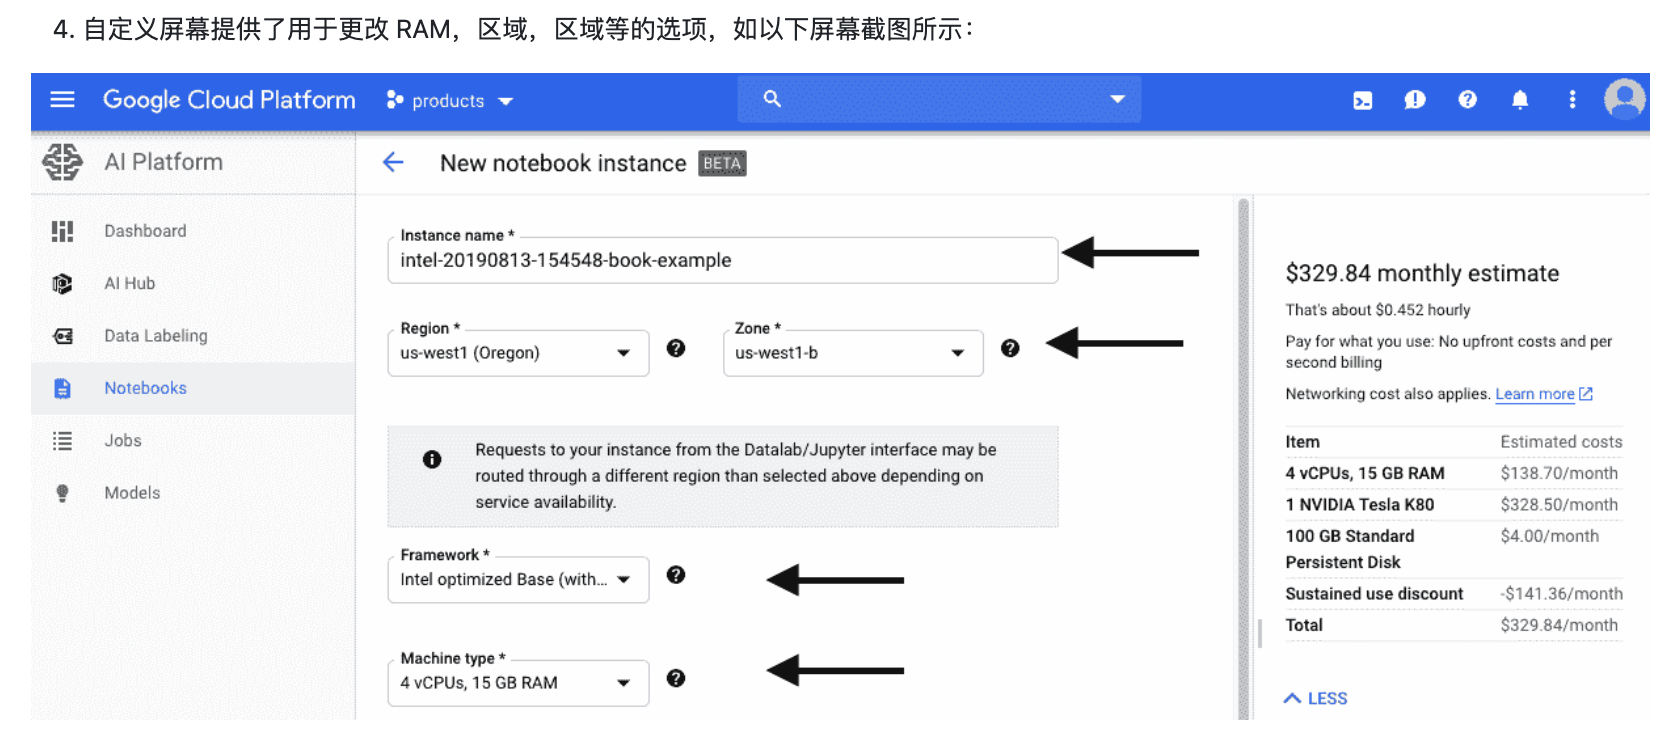 4. 自定义屏幕提供了用于更改 RAM，区域，区域等的选项，如以下屏幕截图所示：
Google Cloud Platform
products
AI Platform
New notebook instance
BETA
Dashboard
AI Hub
Data Labeling
Notebooks
Jobs
Models
Instance name *
intel-20190813-154548-book-example
Region *
us-west1 (Oregon)
Zone *
us-west1-b
Requests to your instance from the Datalab/Jupyter interface may be
routed through a different region than selected above depending on
service availability.
Framework *
Intel optimized Base (with...
Machine type *
4 vCPUs, 15 GB RAM
$329.84 monthly estimate
That's about $0.452 hourly
Pay for what you use: No upfront costs and per
second billing
Networking cost also applies. Learn more
Item Estimated costs
4 vCPUs, 15 GB RAM $138.70/month
1 NVIDIA Tesla K80 $328.50/month
100 GB Standard $4.00/month
Persistent Disk
Sustained use discount -$141.36/month
Total $329.84/month
LESS